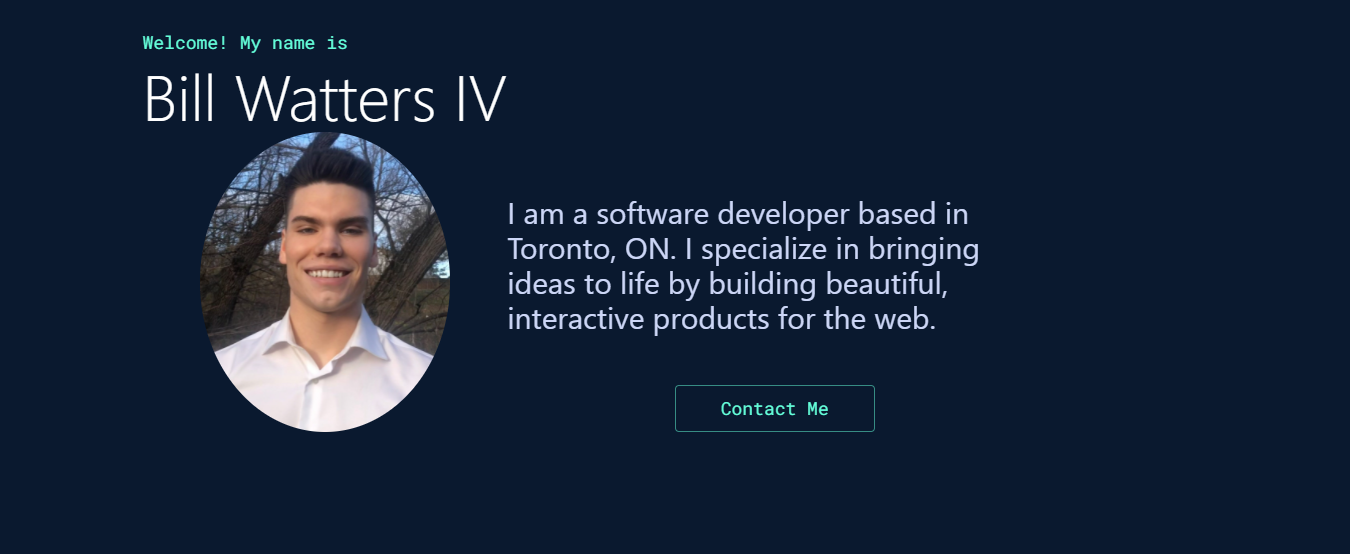 Welcome! My name is
Bill Watters IV
I am a software developer based in
Toronto, ON. I specialize in bringing
ideas to life by building beautiful,
interactive products for the web.
Contact Me